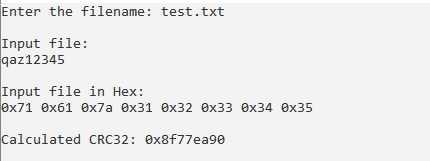 Enter the filename: test.txt
Input file:
qaz12345
Input file in Hex:
0x71 0x61 0x7a 0x31 0x32 0x33 0x34 0x35
Calculated CRC32: 0x8f77ea90